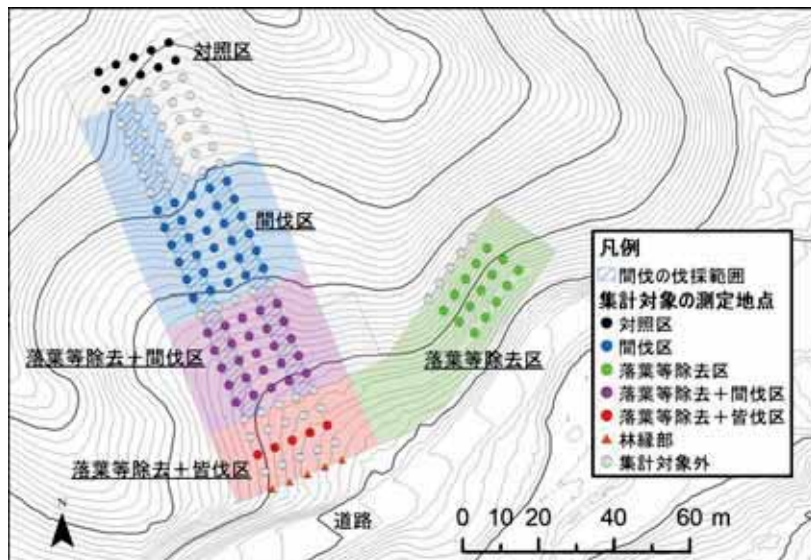 対照区
間伐区
落葉等除去＋間伐区
落葉等除去区
落葉等除去＋皆伐区
道路
凡例
間伐の伐採範囲
集計対象の測定地点
対照区
間伐区
落葉等除去区
落葉等除去＋間伐区
落葉等除去＋皆伐区
林縁部
集計対象外
N
0 10 20 40 60 m